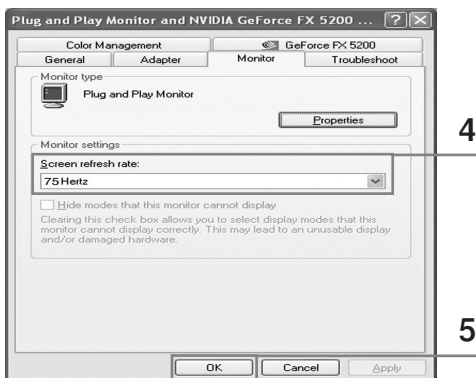 Plug and Play Monitor and NVIDIA GeForce FX 5200 ...
Color Management
GeForce FX 5200
General
Adapter
Monitor
Troubleshoot
Monitor type
Plug and Play Monitor
Properties
4
Monitor settings
Screen refresh rate:
75 Hertz
Hide modes that this monitor cannot display
Clearing this check box allows you to select display modes that this
monitor cannot display correctly. This may lead to an unusable display
and/or damaged hardware.
5
OK
Cancel
Apply